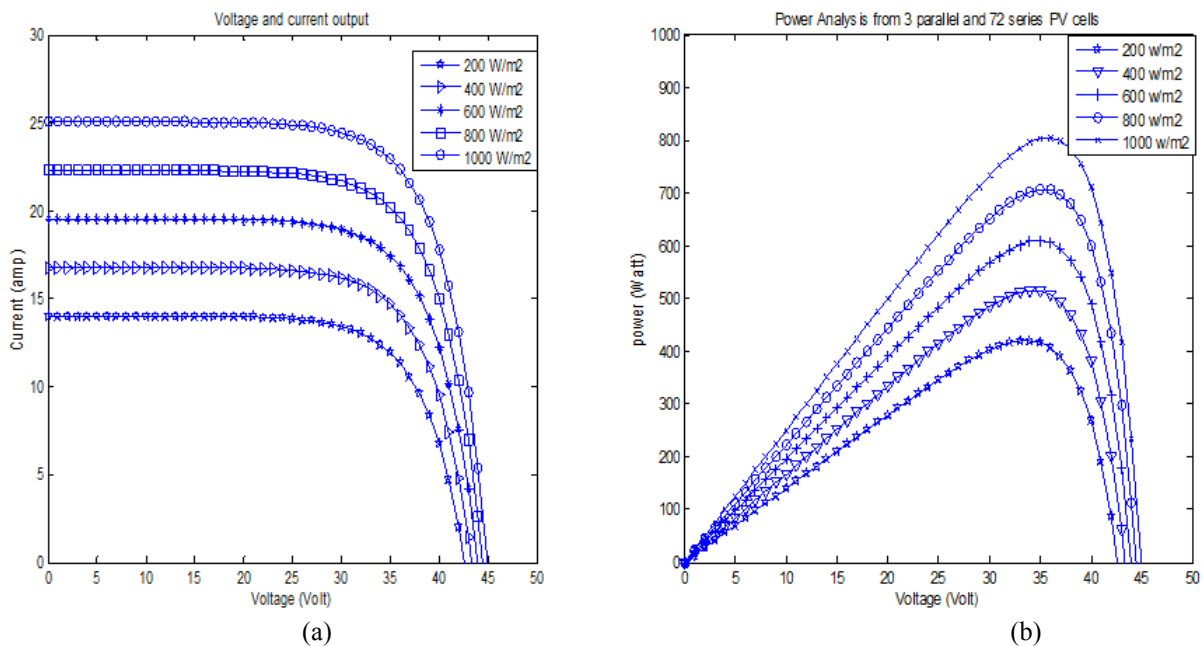 Voltage and current output
30
25
20
15
10
5
0
Current (amp)
0 5 10 15 20 25 30 35 40 45 50
Voltage (Volt)
200 W/m2
400 W/m2
600 W/m2
800 W/m2
1000 W/m2
(a)
Power Analysis from 3 parallel and 72 series PV cells
1000
900
800
700
600
500
400
300
200
100
0
power (Watt)
0 5 10 15 20 25 30 35 40 45 50
Voltage (Volt)
200 w/m2
400 w/m2
600 w/m2
800 w/m2
1000 w/m2
(b)